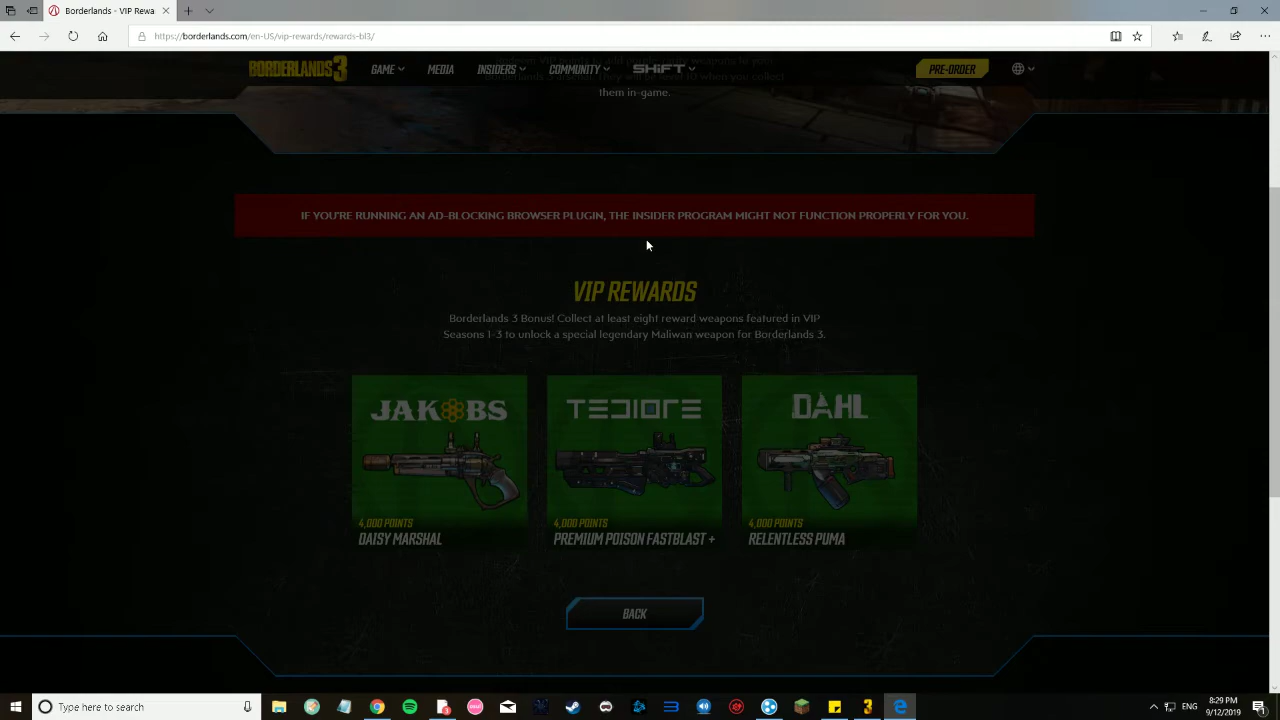 Borderlands 3 VIP Rewa
https://borderlands.com/en-US/vip-rewards/rewards-bl3/
BORDERLANDS 3 GAME MEDIA INSIDERS COMMUNITY SHiFT PRE-ORDER
them in-game.
IF YOU'RE RUNNING AN AD-BLOCKING BROWSER PLUGIN, THE INSIDER PROGRAM MIGHT NOT FUNCTION PROPERLY FOR YOU.
VIP REWARDS
Borderlands 3 Bonus! Collect at least eight reward weapons featured in VIP
Seasons 1-3 to unlock a special legendary Maliwan weapon for Borderlands 3.
JAKOBS TEDIORE DAHL
4,000 POINTS 4,000 POINTS 4,000 POINTS
DAISY MARSHAL PREMIUM POISON FASTBLAST + RELENTLESS PUMA
BACK
Type here to search
ENG
8:29 PM
9/12/2019